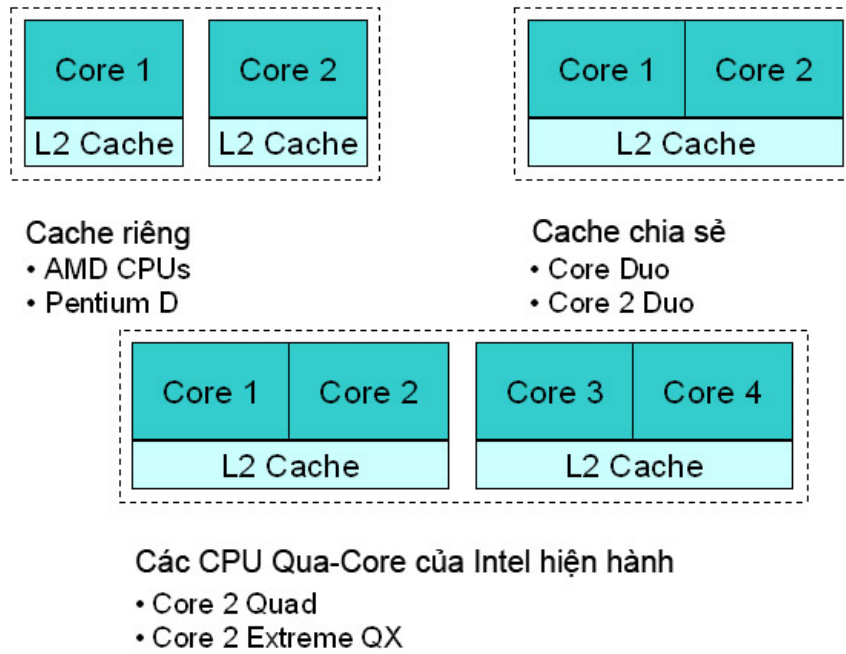 Core 1
Core 2
L2 Cache
L2 Cache
Cache riêng
• AMD CPUs
• Pentium D
Core 1
Core 2
L2 Cache
Cache chia sẻ
• Core Duo
• Core 2 Duo
Core 1
Core 2
L2 Cache
Core 3
Core 4
L2 Cache
Các CPU Qua-Core của Intel hiện hành
• Core 2 Quad
• Core 2 Extreme QX